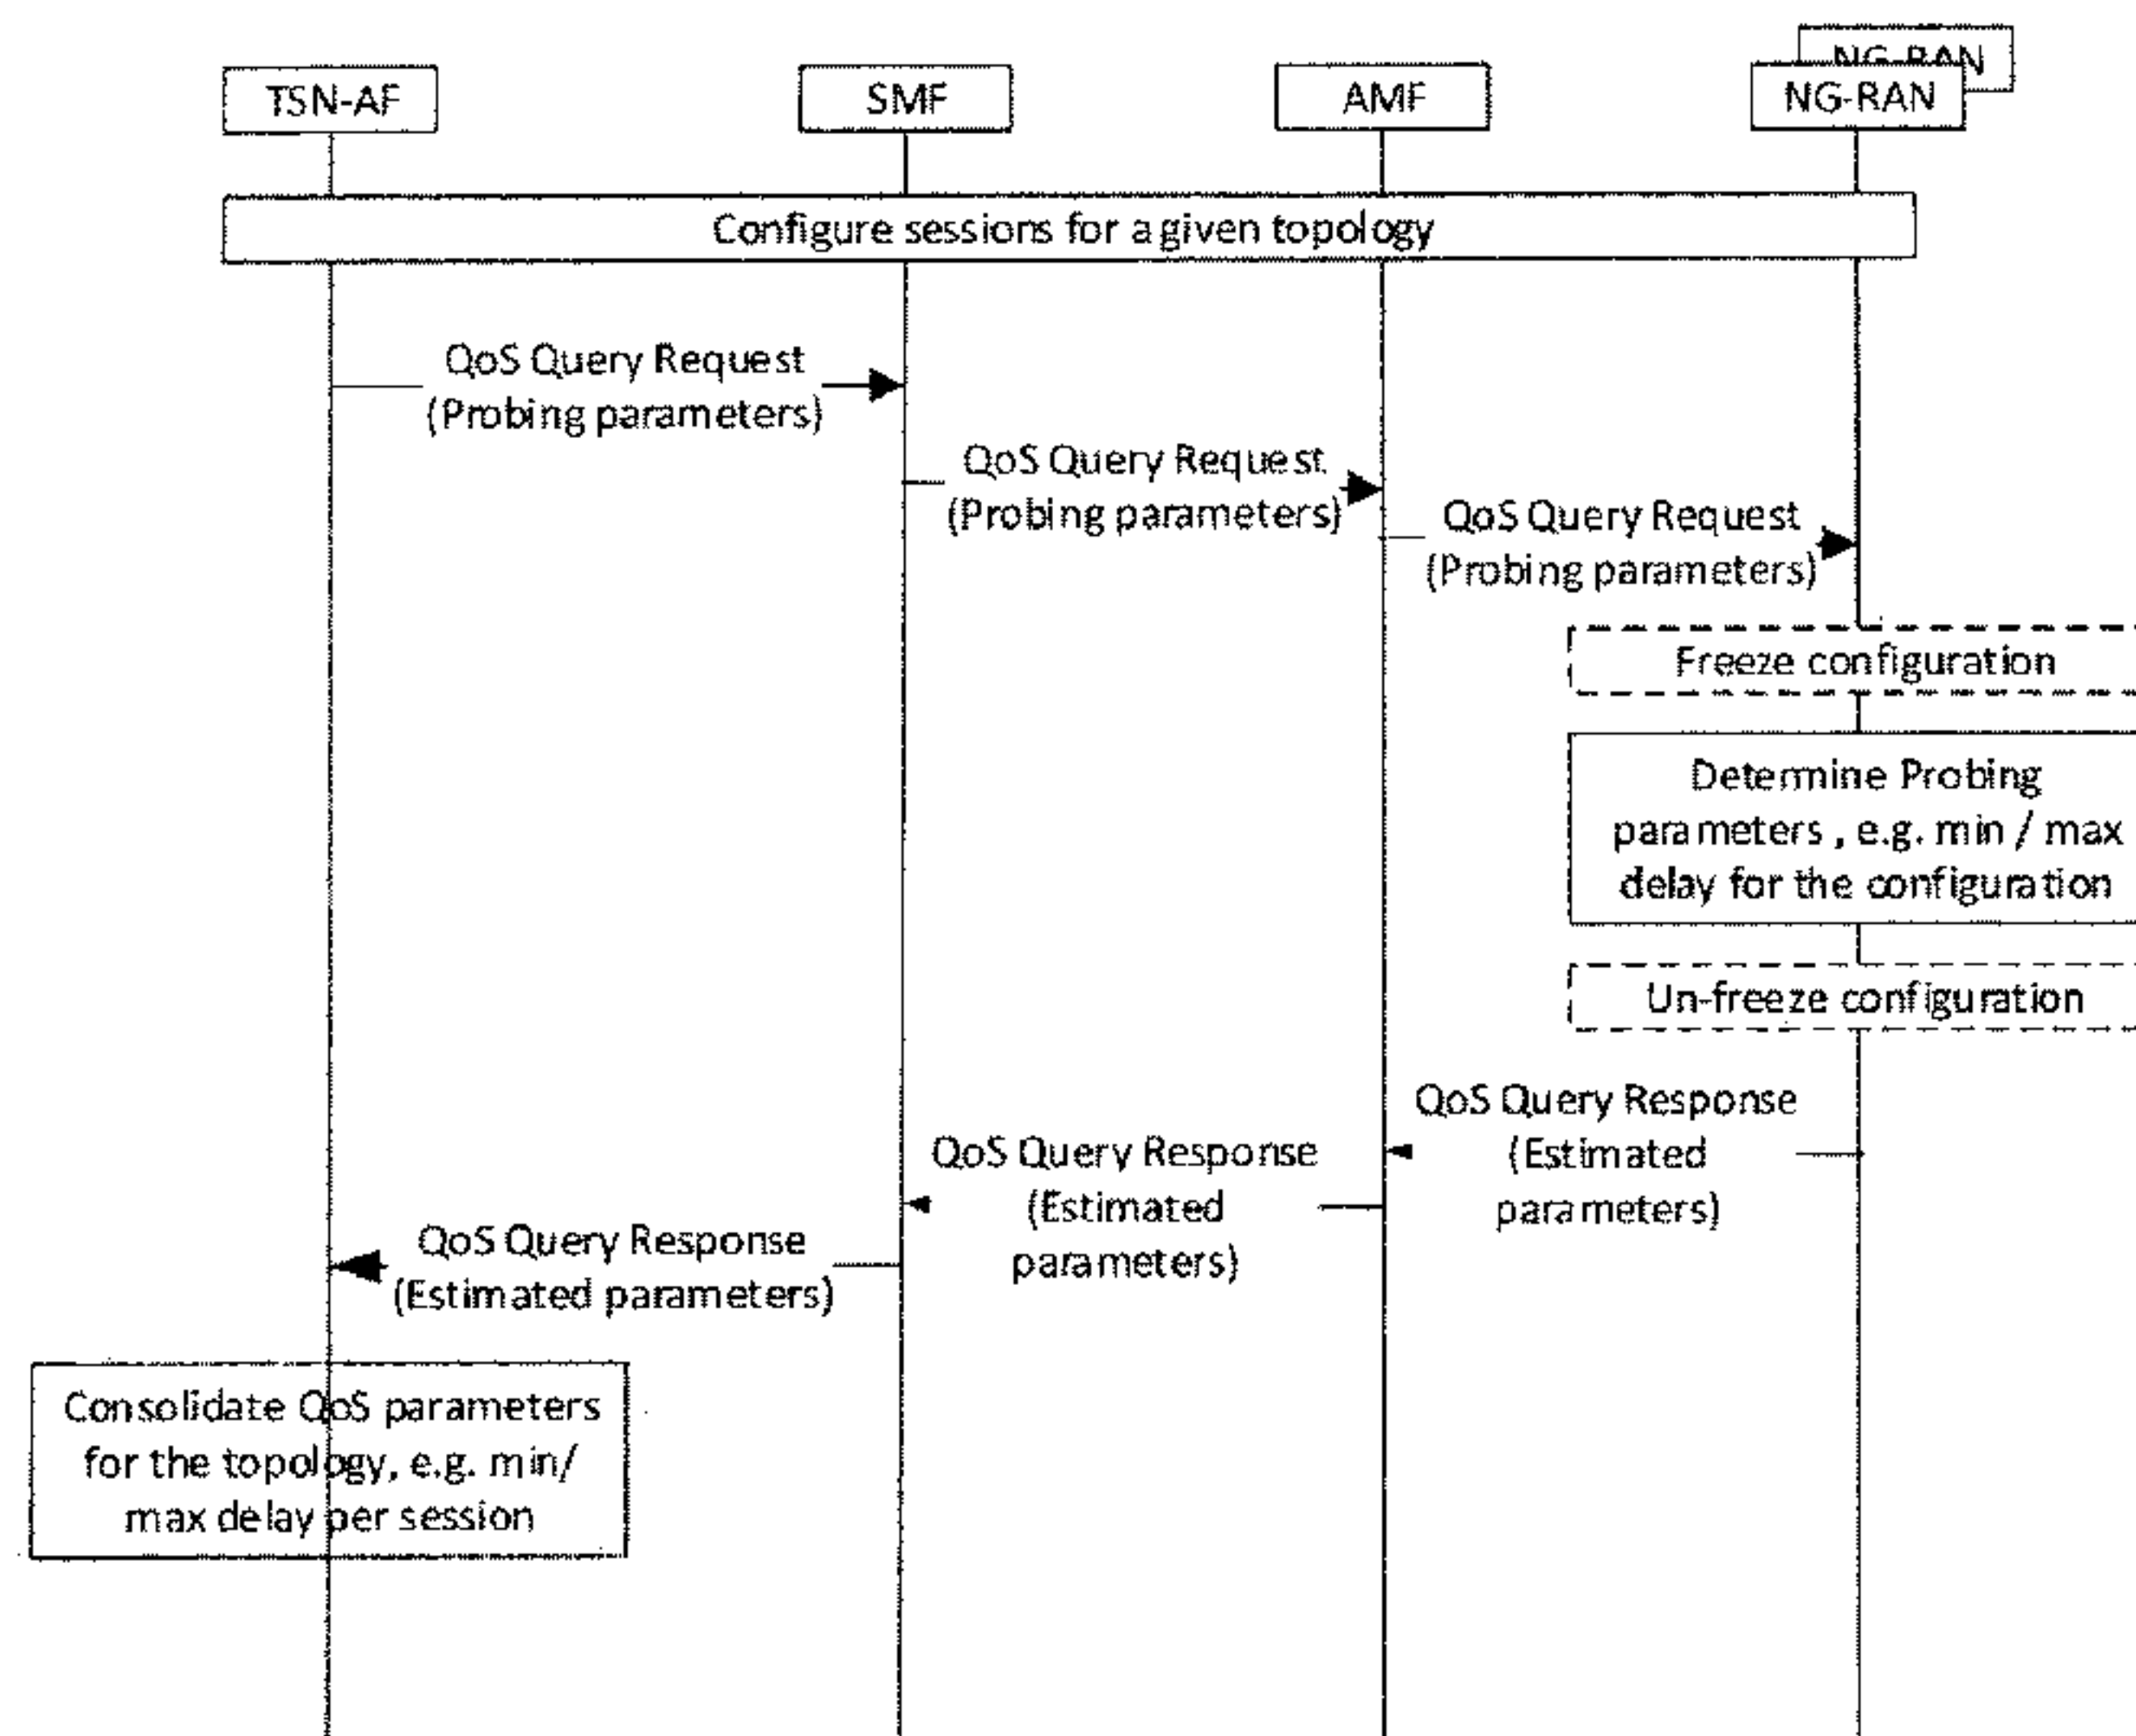 NG-RAN
TSN-AF
SMF
AMF
NG-RAN
Configure sessions for a given topology
QoS Query Request
(Probing parameters)
QoS Query Request
(Probing parameters)
QoS Query Request
(Probing parameters)
Freeze configuration
Determine Probing
parameters , e.g. min / max
delay for the configuration
Un-freeze configuration
QoS Query Response
(Estimated
parameters)
QoS Query Response
(Estimated
parameters)
QoS Query Response
(Estimated parameters)
Consolidate QoS parameters
for the topology, e.g. min/
max delay per session